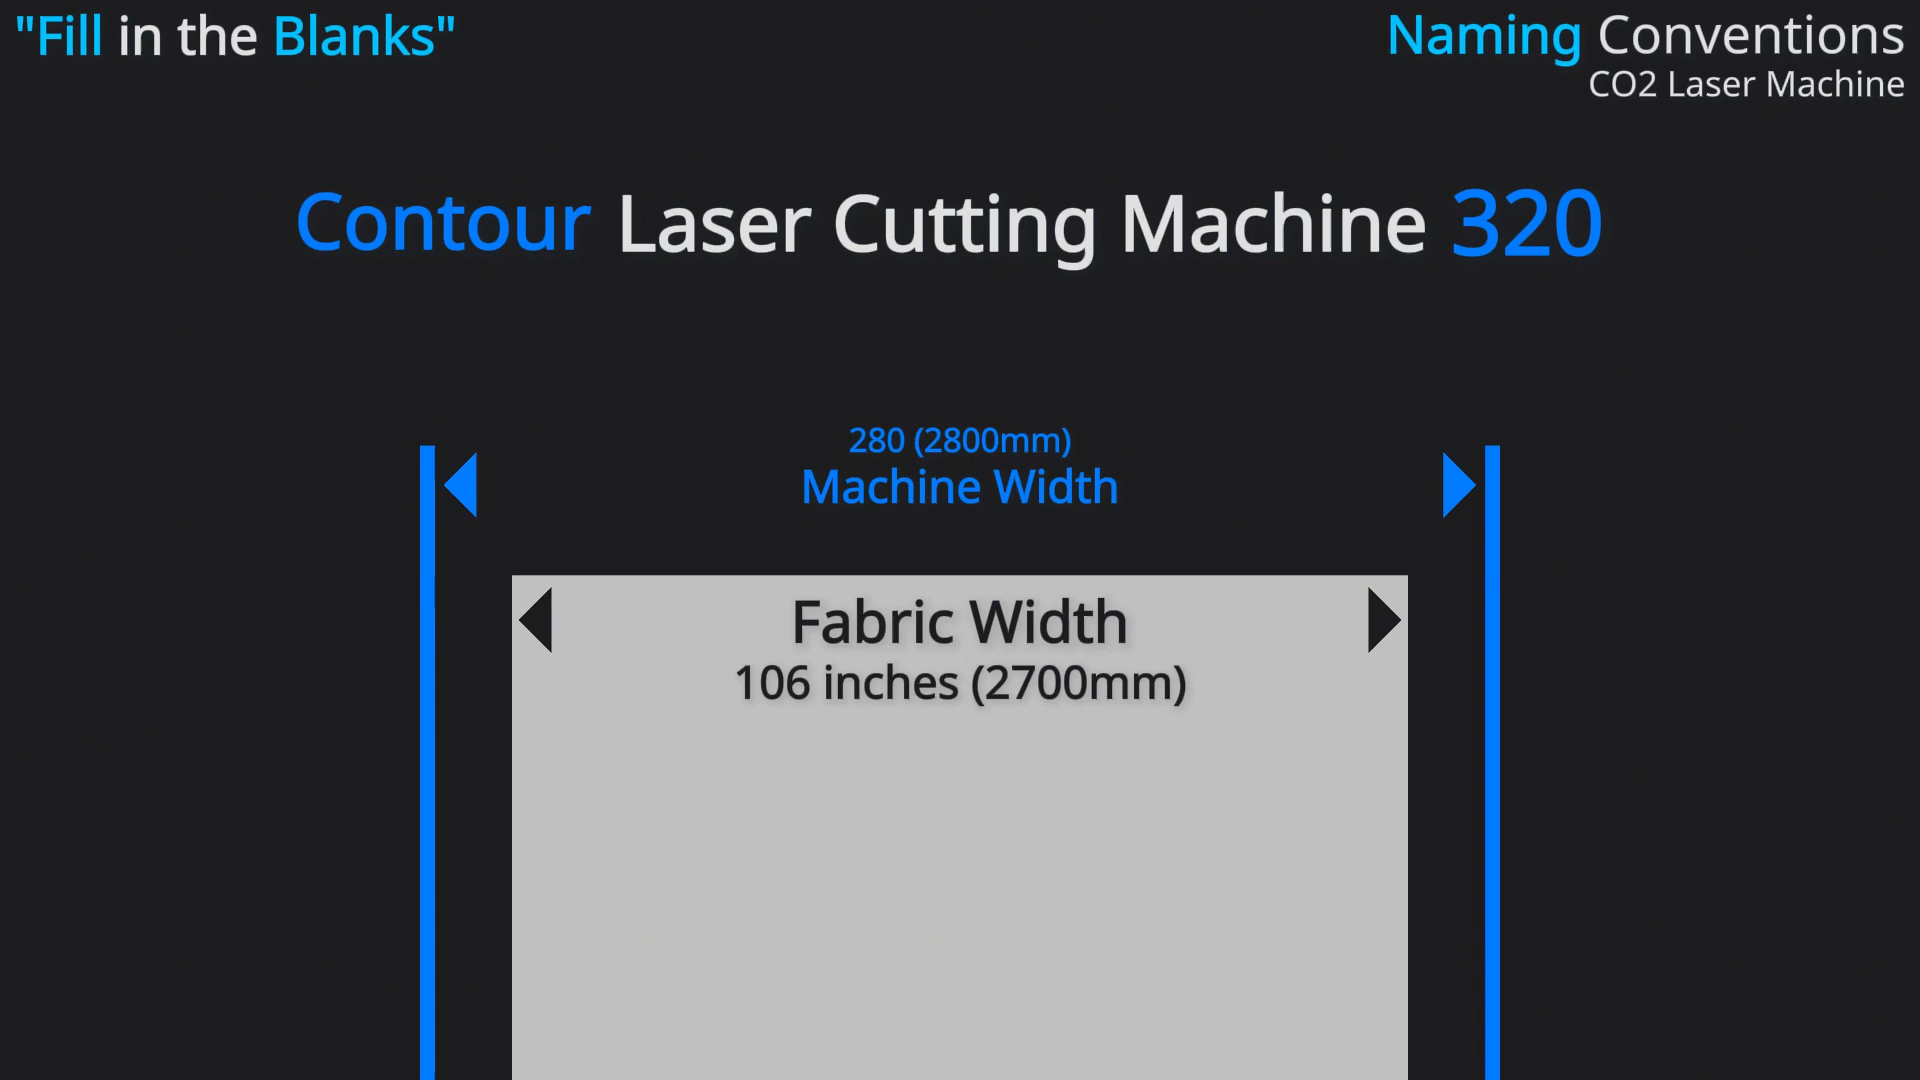 "Fill in the Blanks"
Naming Conventions
CO2 Laser Machine
Contour Laser Cutting Machine 320
280 (2800mm)
Machine Width
Fabric Width
106 inches (2700mm)